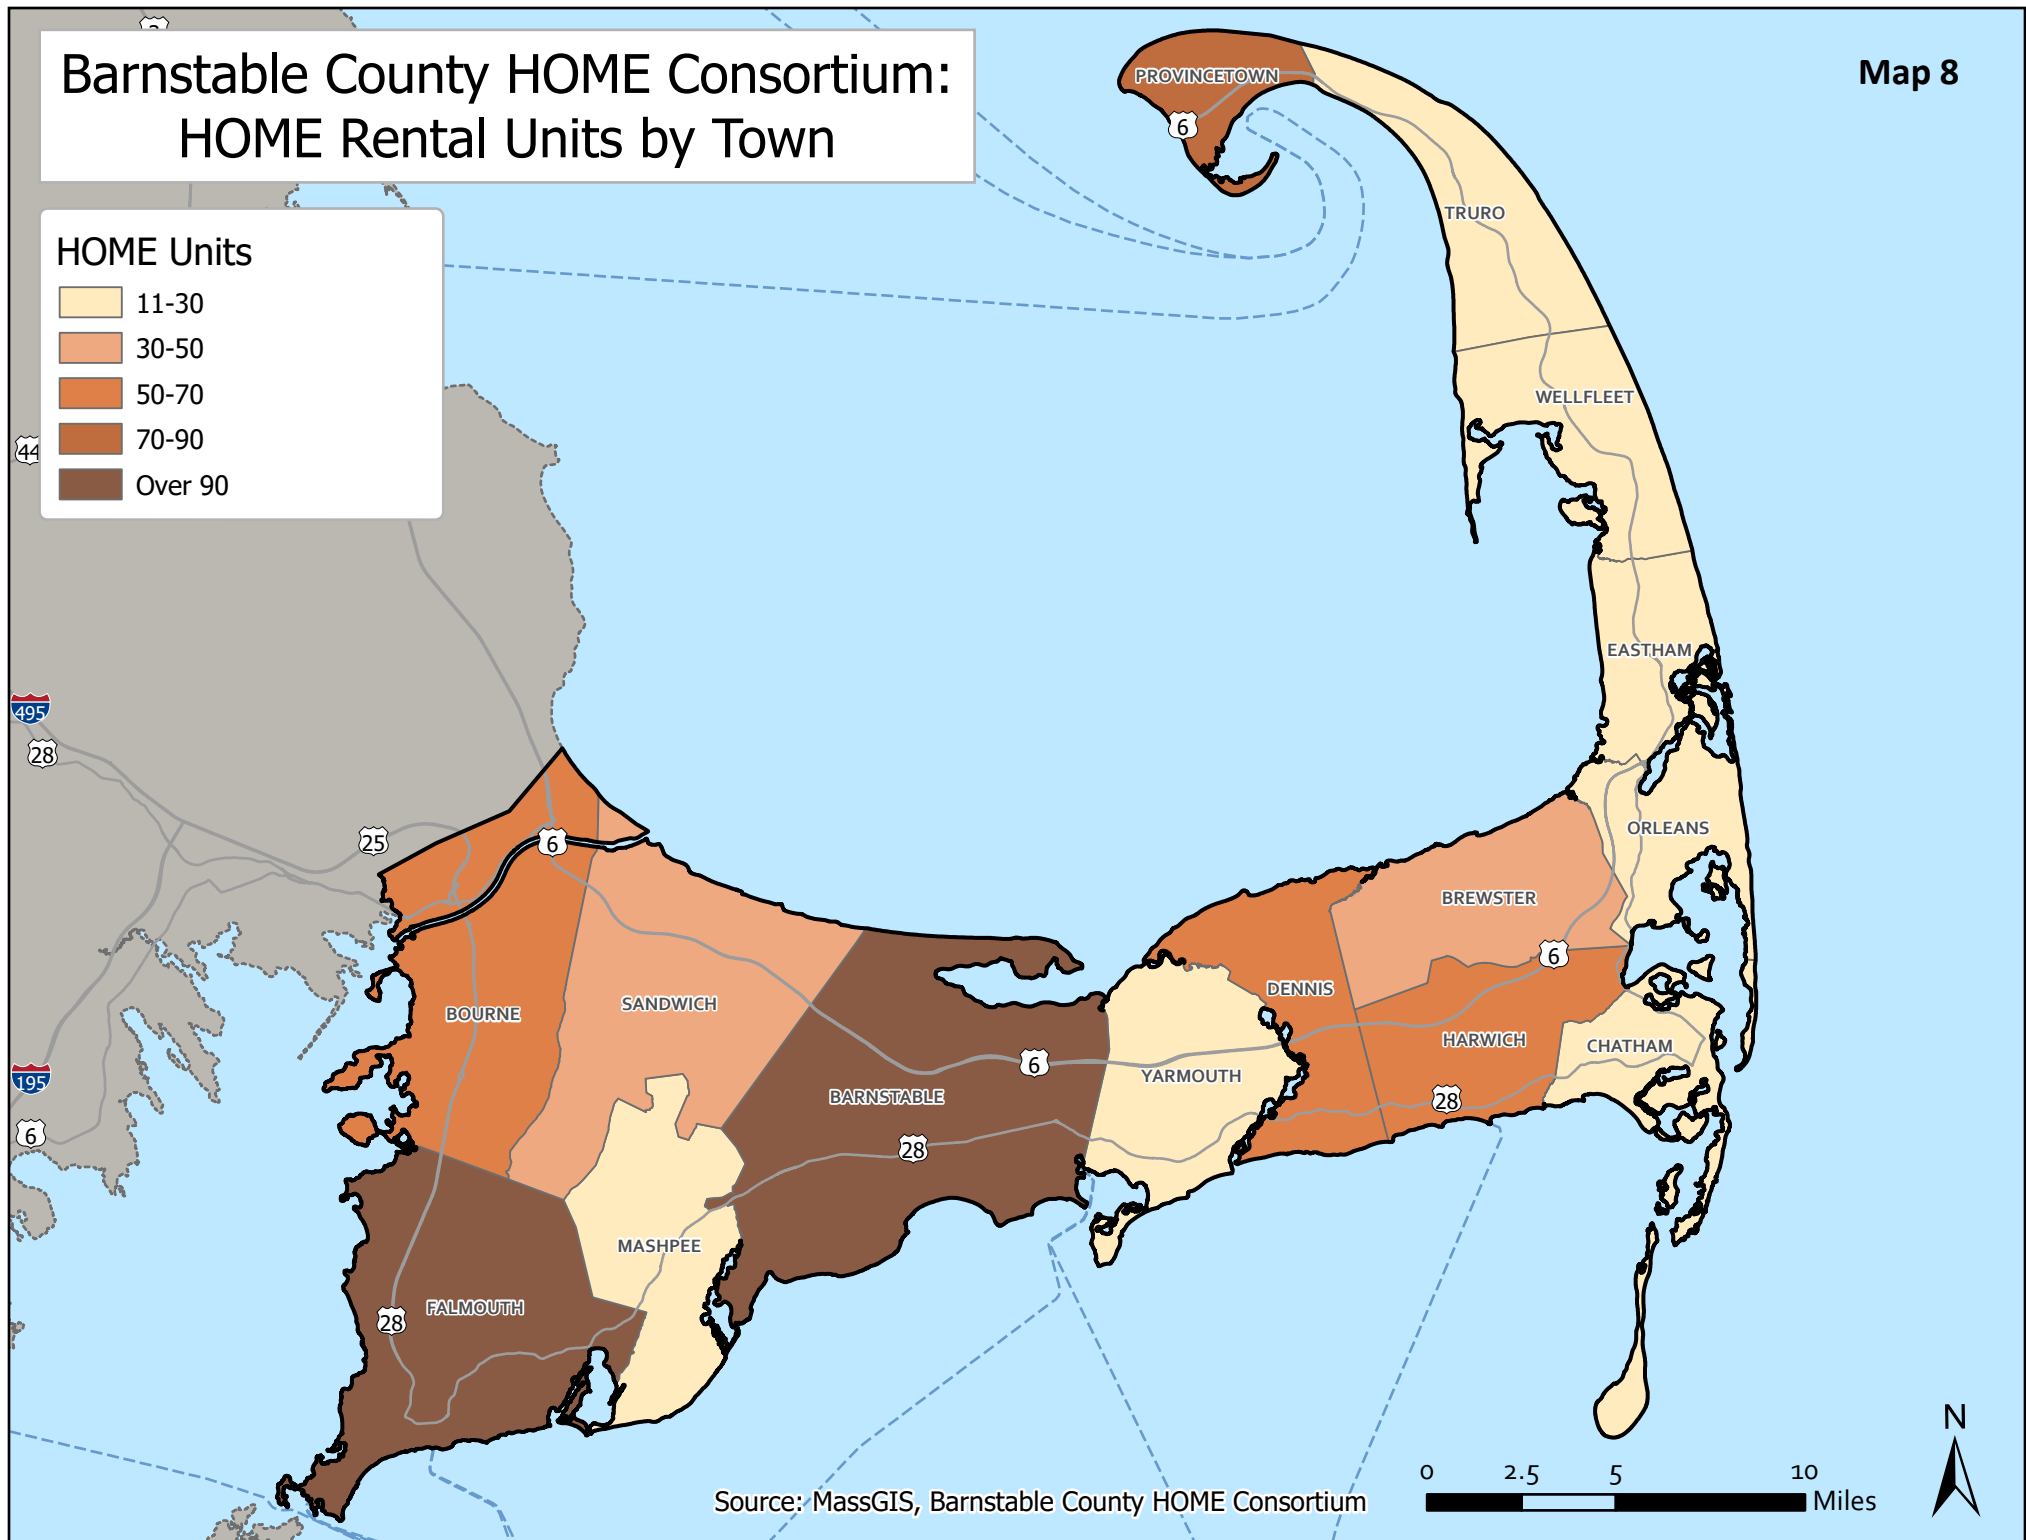 Barnstable County HOME Consortium:
HOME Rental Units by Town
Map 8
HOME Units
11-30
30-50
50-70
70-90
Over 90
PROVINCETOWN
6
TRURO
WELLFLEET
44
EASTHAM
495
28
25
6
ORLEANS
BREWSTER
6
SANDWICH
DENNIS
BOURNE
HARWICH
CHATHAM
6
YARMOUTH
195
BARNSTABLE
28
6
28
MASHPEE
FALMOUTH
28
N
0 2.5 5 10
Miles
Source: MassGIS, Barnstable County HOME Consortium